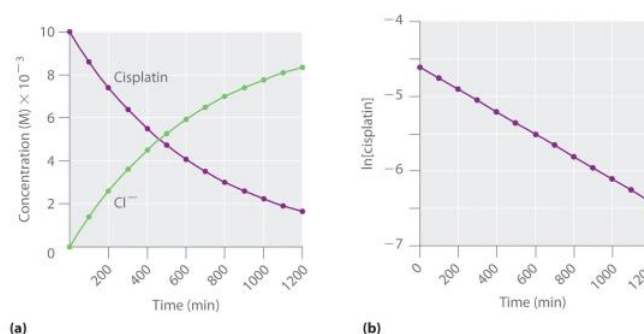 10
8
6
4
2
0
Concentration (M) × 10⁻³
Cisplatin
Cl⁻
200
400
600
800
1000
1200
Time (min)
(a)
−4
−5
−6
−7
ln[cisplatin]
0
200
400
600
800
1000
1200
Time (min)
(b)